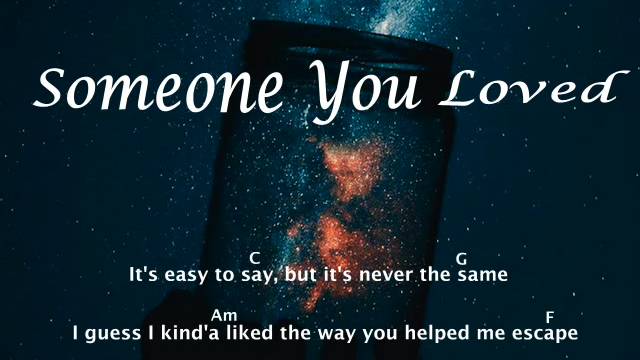 Someone You Loved
C G
It's easy to say, but it's never the same
Am F
I guess I kind'a liked the way you helped me escape